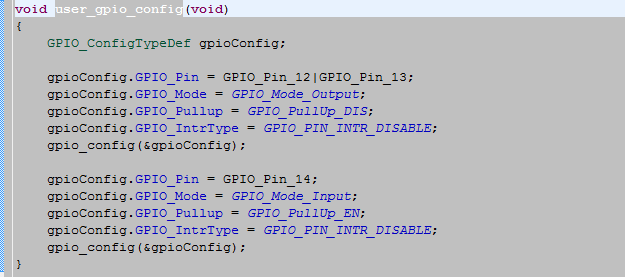 void user_gpio_config(void)
{
GPIO_ConfigTypeDef gpioConfig;
gpioConfig.GPIO_Pin = GPIO_Pin_12|GPIO_Pin_13;
gpioConfig.GPIO_Mode = GPIO_Mode_Output;
gpioConfig.GPIO_Pullup = GPIO_PullUp_DIS;
gpioConfig.GPIO_IntrType = GPIO_PIN_INTR_DISABLE;
gpio_config(&gpioConfig);
gpioConfig.GPIO_Pin = GPIO_Pin_14;
gpioConfig.GPIO_Mode = GPIO_Mode_Input;
gpioConfig.GPIO_Pullup = GPIO_PullUp_EN;
gpioConfig.GPIO_IntrType = GPIO_PIN_INTR_DISABLE;
gpio_config(&gpioConfig);
}